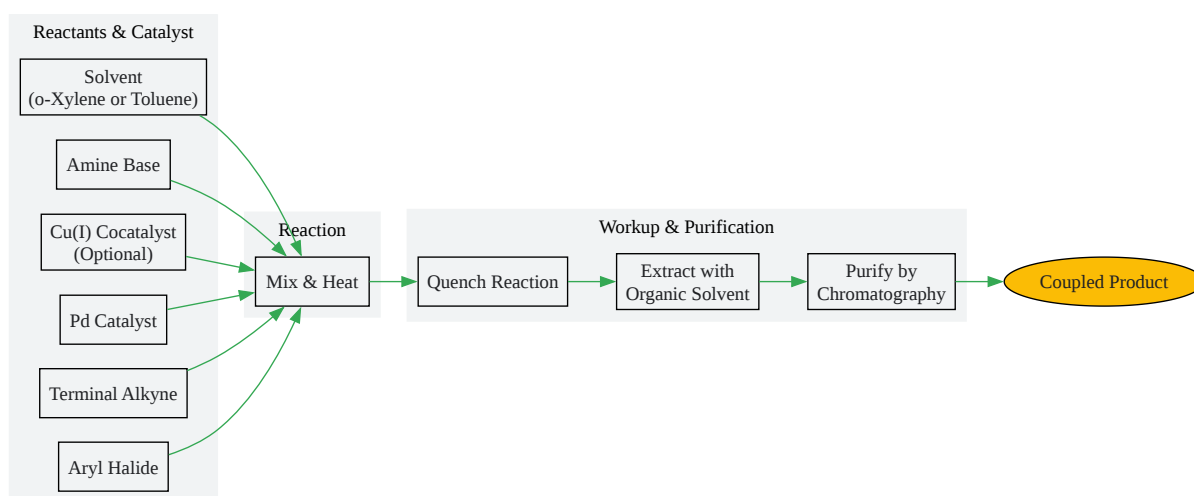 Reactants & Catalyst
Solvent
(o-Xylene or Toluene)
Amine Base
Cu(I) Cocatalyst
(Optional)
Pd Catalyst
Terminal Alkyne
Aryl Halide
Reaction
Mix & Heat
Workup & Purification
Quench Reaction
Extract with
Organic Solvent
Purify by
Chromatography
Coupled Product